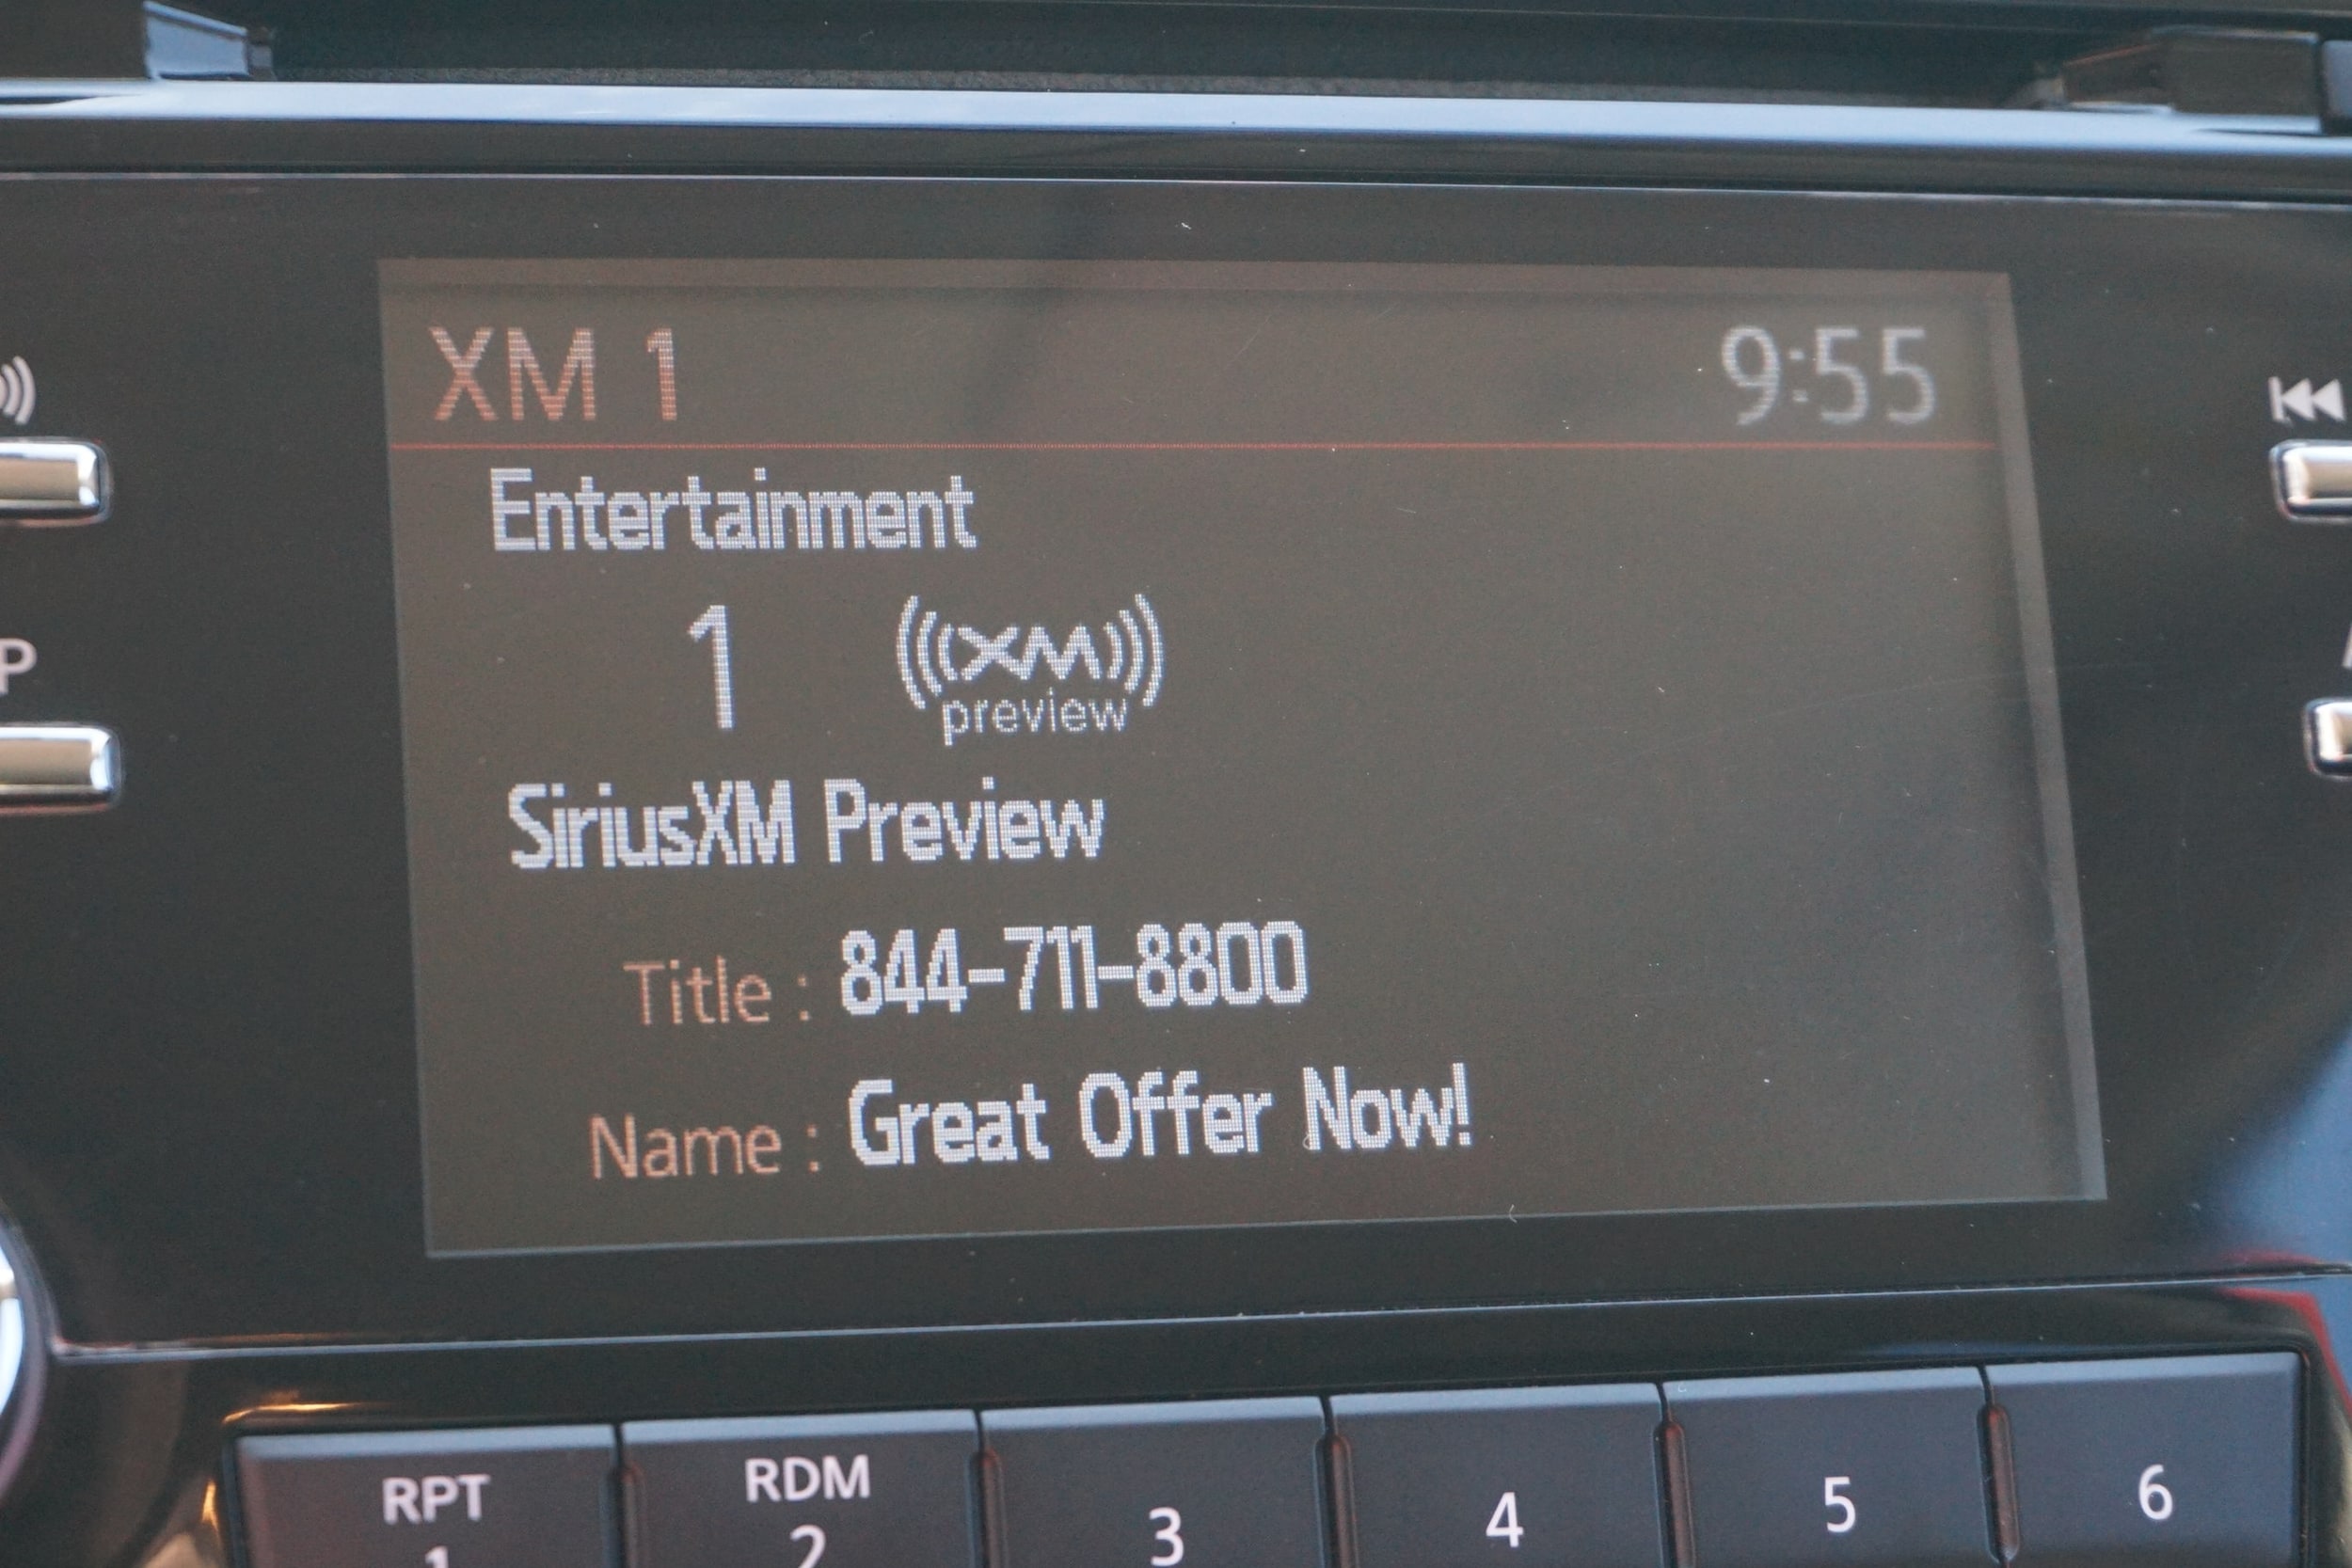 XM 1 9:55
Entertainment
1 XM
preview
SiriusXM Preview
Title : 844-711-8800
Name : Great Offer Now!
P
RPT RDM
1 2 3 4 5 6